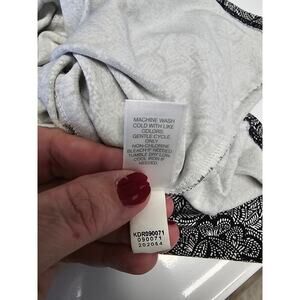 MACHINE WASH
COLD WITH LIKE
COLORS.
GENTLE CYCLE
ONLY
NON-CHLORINE
BLEACH IF NEEDED
TUMBLE DRY LOW
COOL IRON IF
NEEDED.
KDR090071
090071
202054